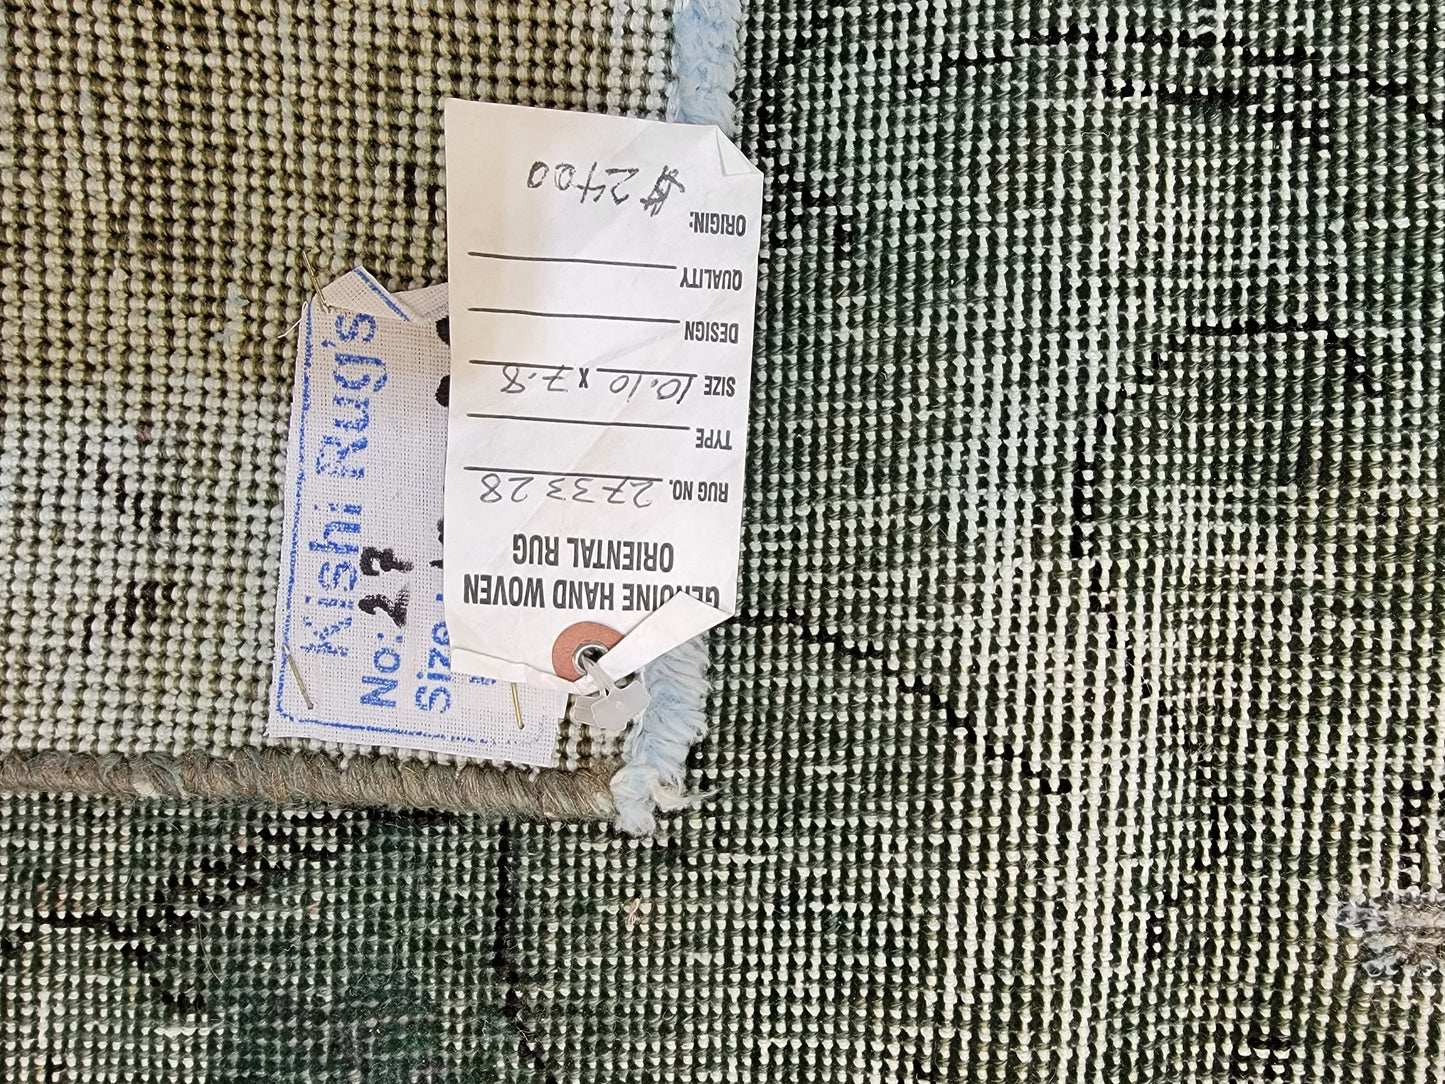 GENUINE HAND WOVEN
ORIENTAL RUG
RUG NO. 273328
TYPE
SIZE 10.10 x 7.8
DESIGN
QUALITY
ORIGIN:
$2400
Kishi Rug's
No: 27
Size